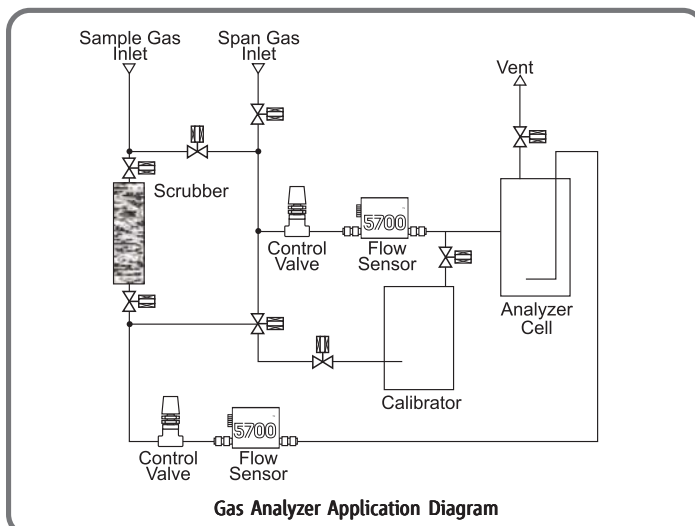 Sample Gas
Inlet
Span Gas
Inlet
Vent
Scrubber
5700
Control
Valve
Flow
Sensor
Analyzer
Cell
Calibrator
5700
Control
Valve
Flow
Sensor
Gas Analyzer Application Diagram